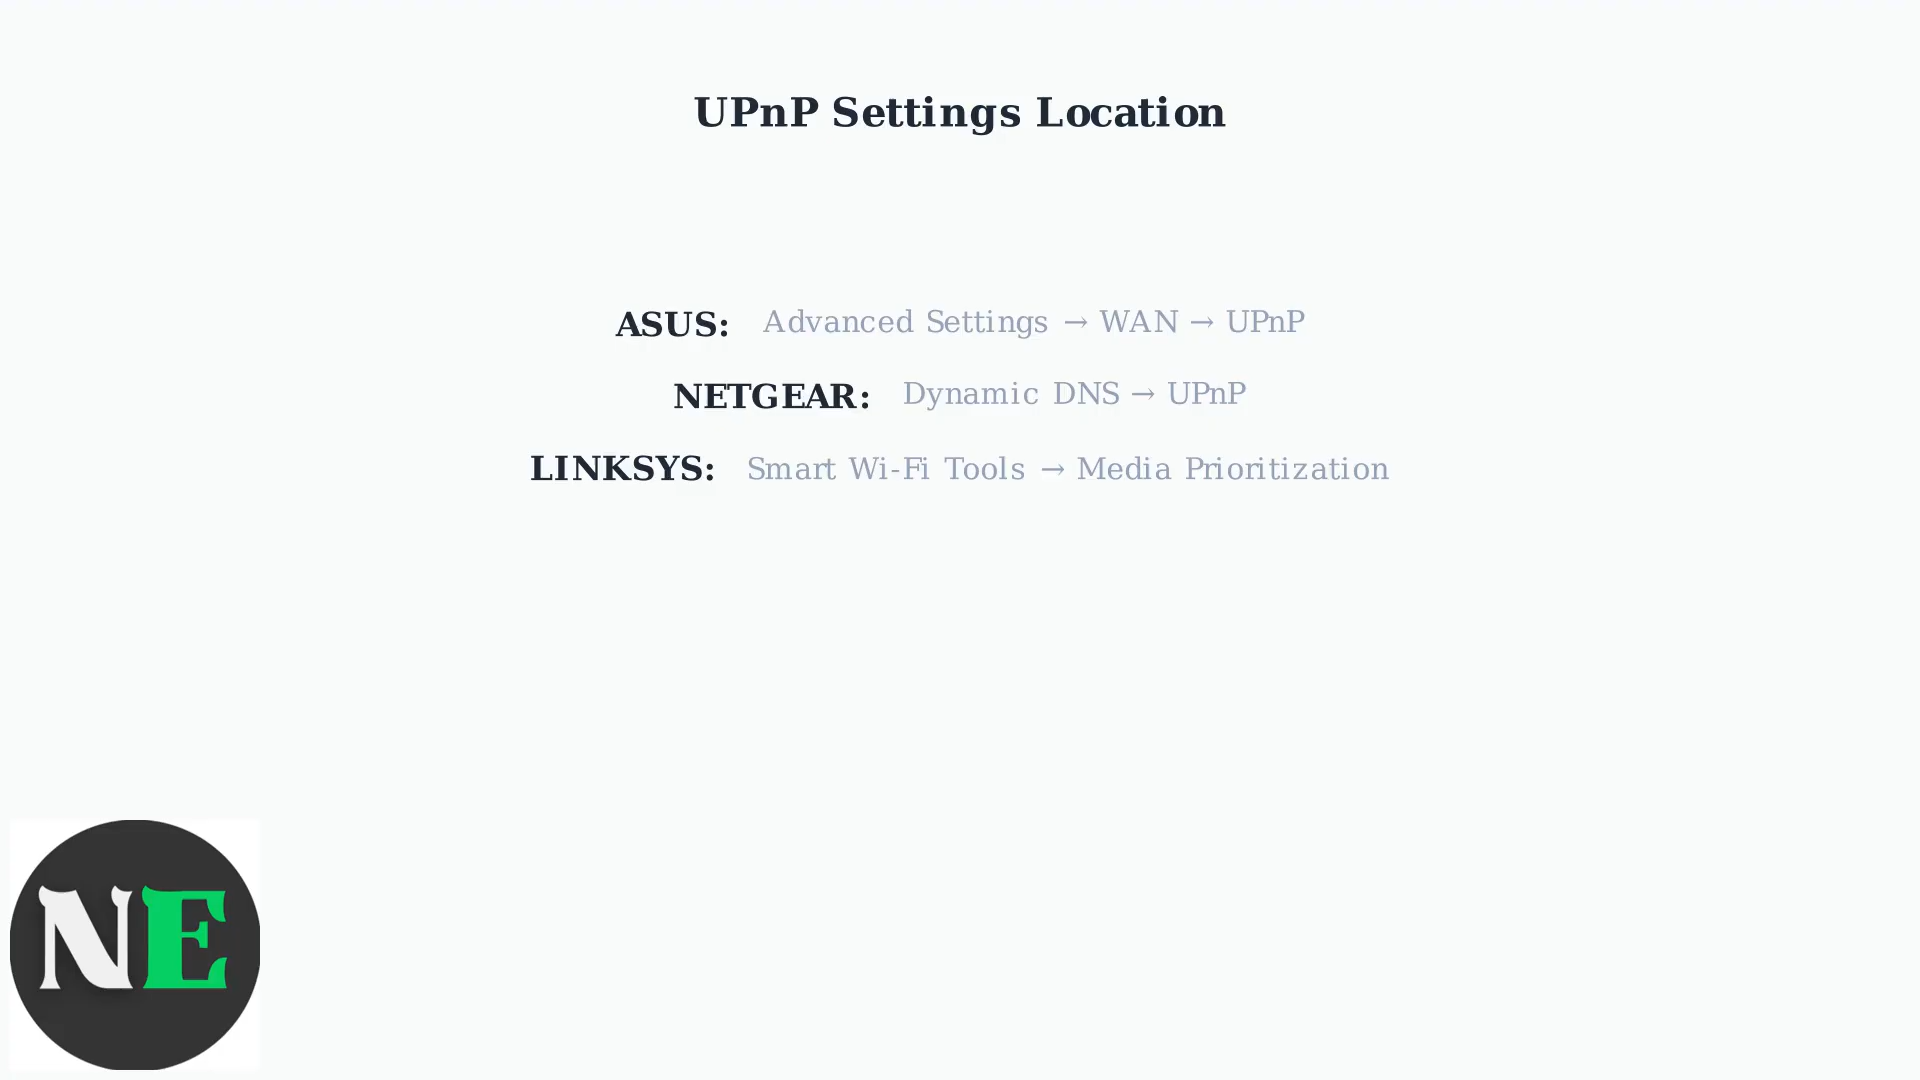 UPnP Settings Location
ASUS: Advanced Settings → WAN → UPnP
NETGEAR: Dynamic DNS → UPnP
LINKSYS: Smart Wi-Fi Tools → Media Prioritization
NE